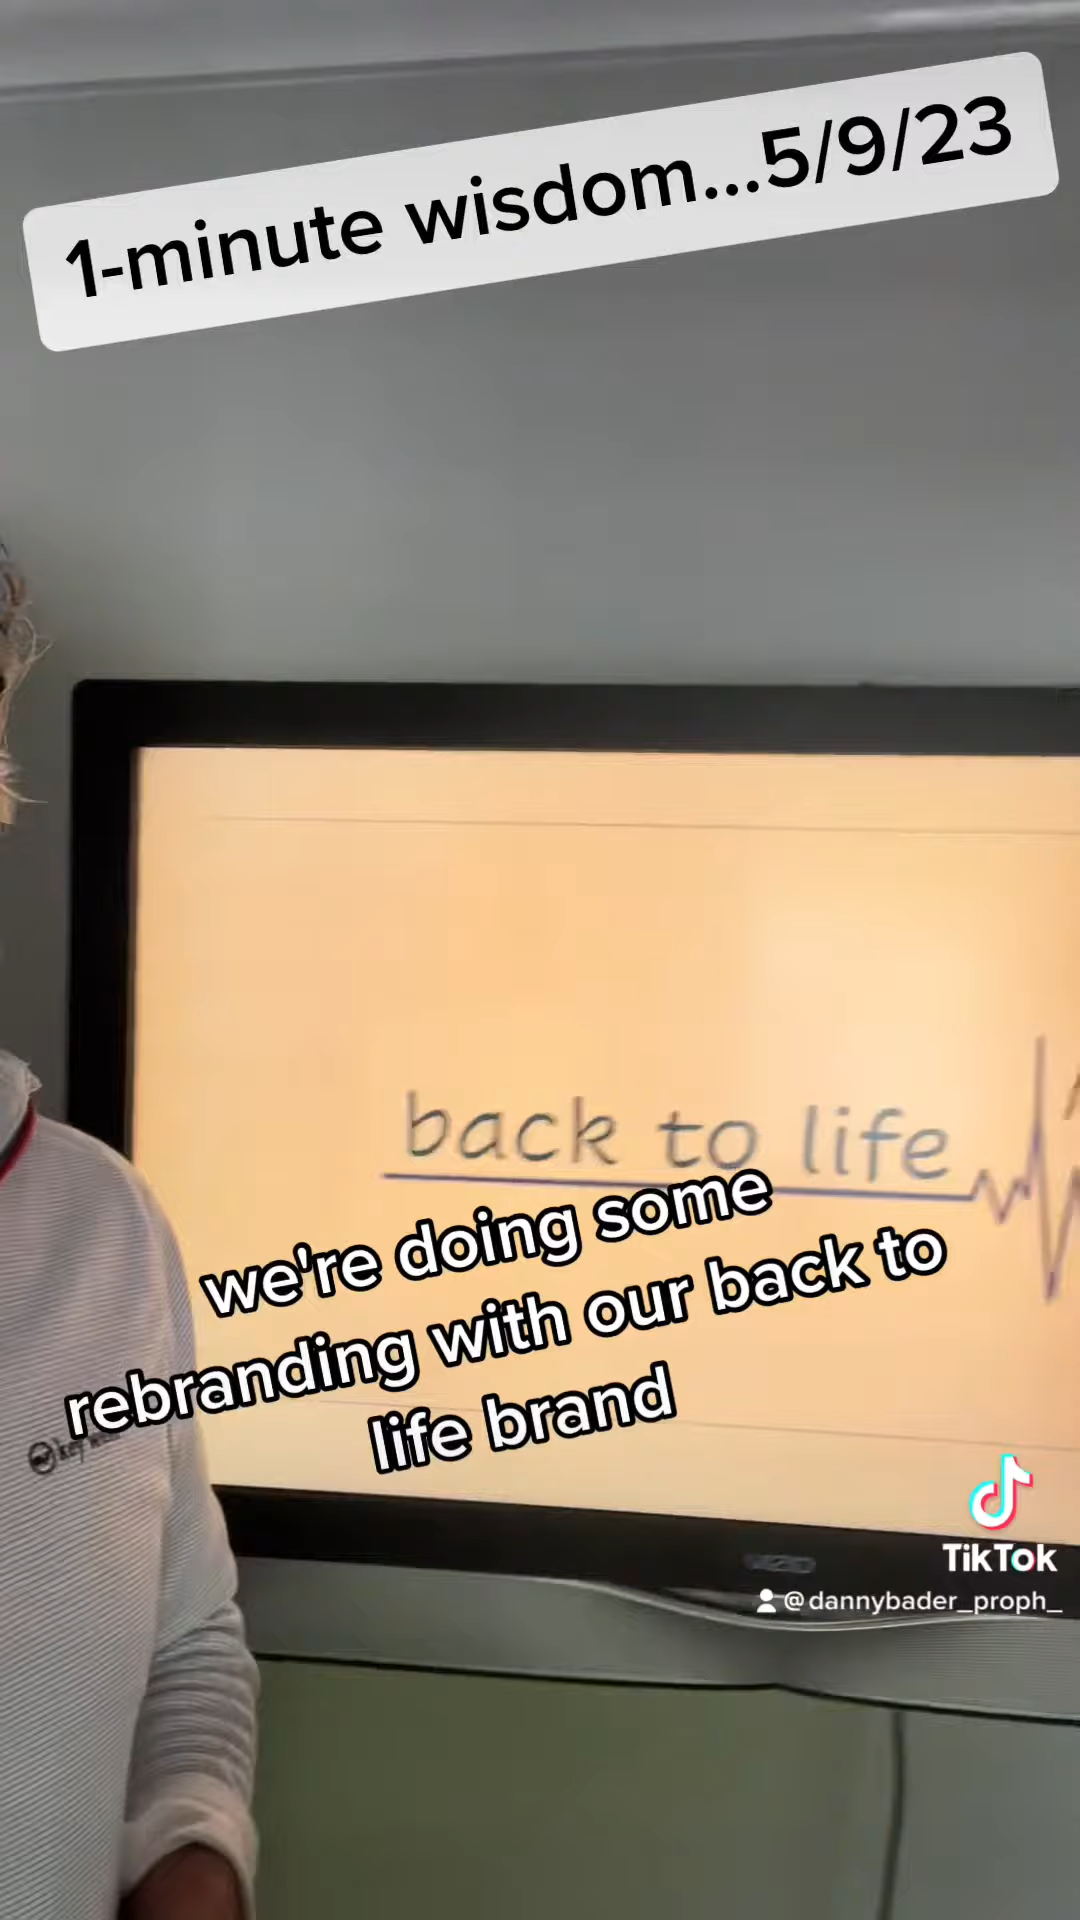 1-minute wisdom...5/9/23
back to life
we're doing some
rebranding with our back to
life brand
VIZIO
TikTok
@dannybader_proph_